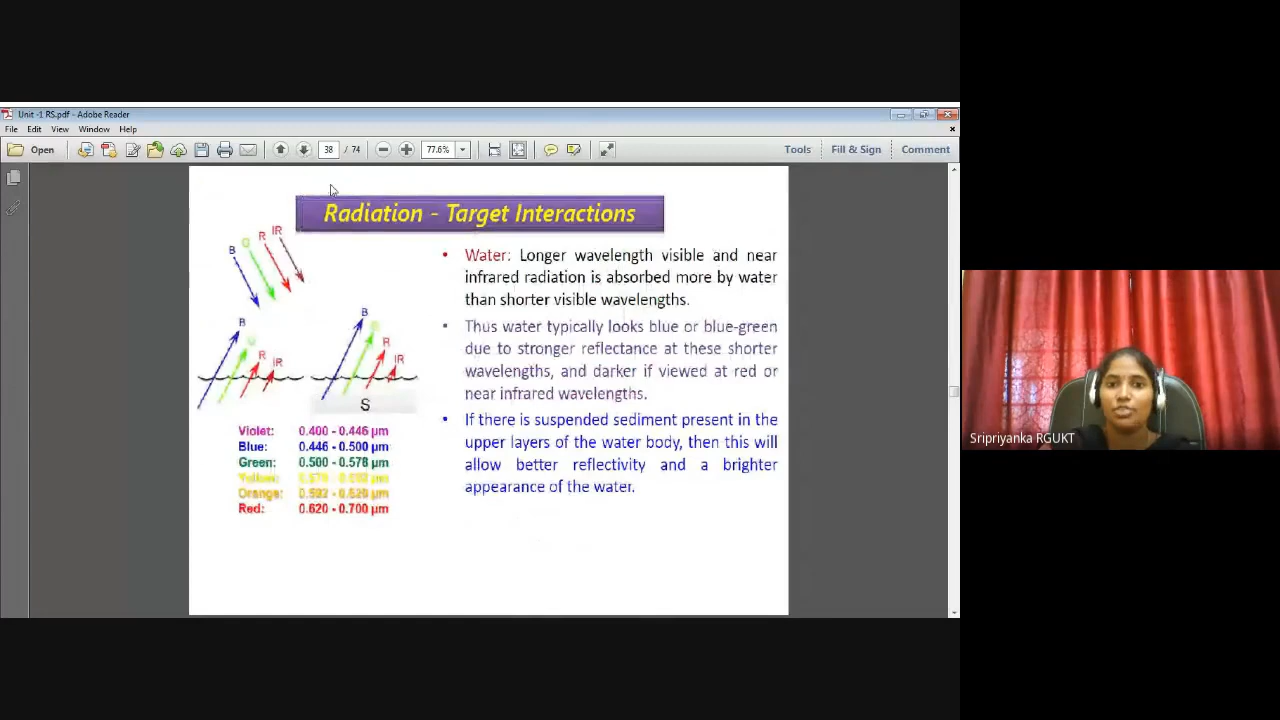 Unit -1 RS.pdf - Adobe Reader
File Edit View Window Help
Open 38 / 74 77.6% Tools Fill & Sign Comment
Radiation - Target Interactions
B G R IR
B R IR
B R IR
S
Violet: 0.400 - 0.446 μm
Blue: 0.446 - 0.500 μm
Green: 0.500 - 0.578 μm
Yellow:
Orange: 0.592 - 0.620 μm
Red: 0.620 - 0.700 μm
• Water: Longer wavelength visible and near
infrared radiation is absorbed more by water
than shorter visible wavelengths.
• Thus water typically looks blue or blue-green
due to stronger reflectance at these shorter
wavelengths, and darker if viewed at red or
near infrared wavelengths.
• If there is suspended sediment present in the
upper layers of the water body, then this will
allow better reflectivity and a brighter
appearance of the water.
Sripriyanka RGUKT